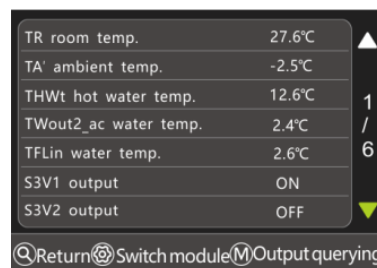 TR room temp. 27.6℃
TA' ambient temp. -2.5℃
THWt hot water temp. 12.6℃
TWout2_ac water temp. 2.4℃
TFLin water temp. 2.6℃
S3V1 output ON
S3V2 output OFF
1
/
6
Return Switch module M Output querying